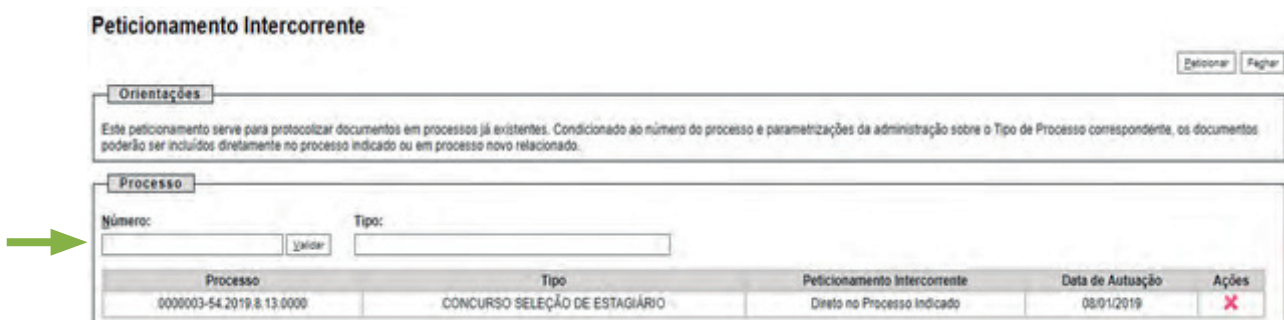 Peticionamento Intercorrente
Peticionar Fechar
Orientações
Este peticionamento serve para protocolizar documentos em processos já existentes. Condicionado ao número do processo e parametrizações da administração sobre o Tipo de Processo correspondente, os documentos
poderão ser incluídos diretamente no processo indicado ou em processo novo relacionado.
Processo
Número: Tipo:
Validar
Processo Tipo Peticionamento Intercorrente Data de Autuação Ações
0000003-54.2019.8.13.0000 CONCURSO SELEÇÃO DE ESTAGIÁRIO Direto no Processo Indicado 08/01/2019